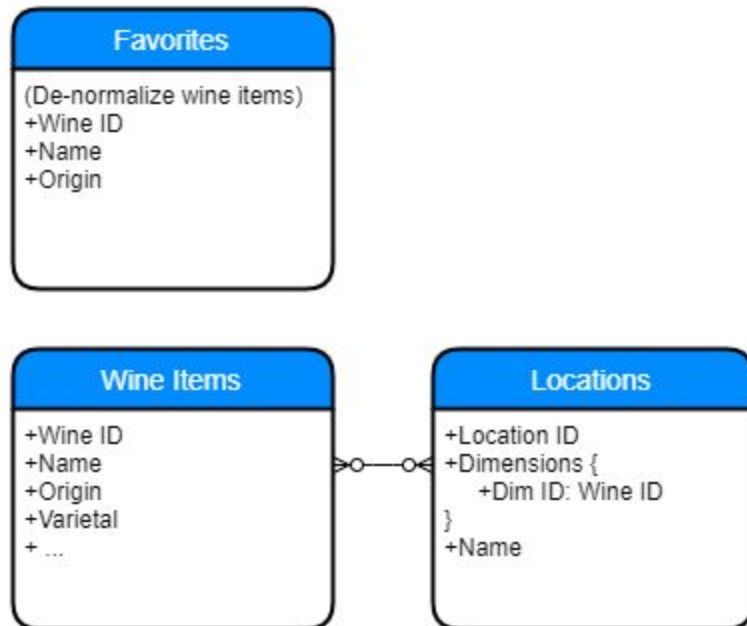 Favorites
(De-normalize wine items)
+Wine ID
+Name
+Origin
Wine Items
+Wine ID
+Name
+Origin
+Varietal
+ ...
Locations
+Location ID
+Dimensions {
+Dim ID: Wine ID
}
+Name